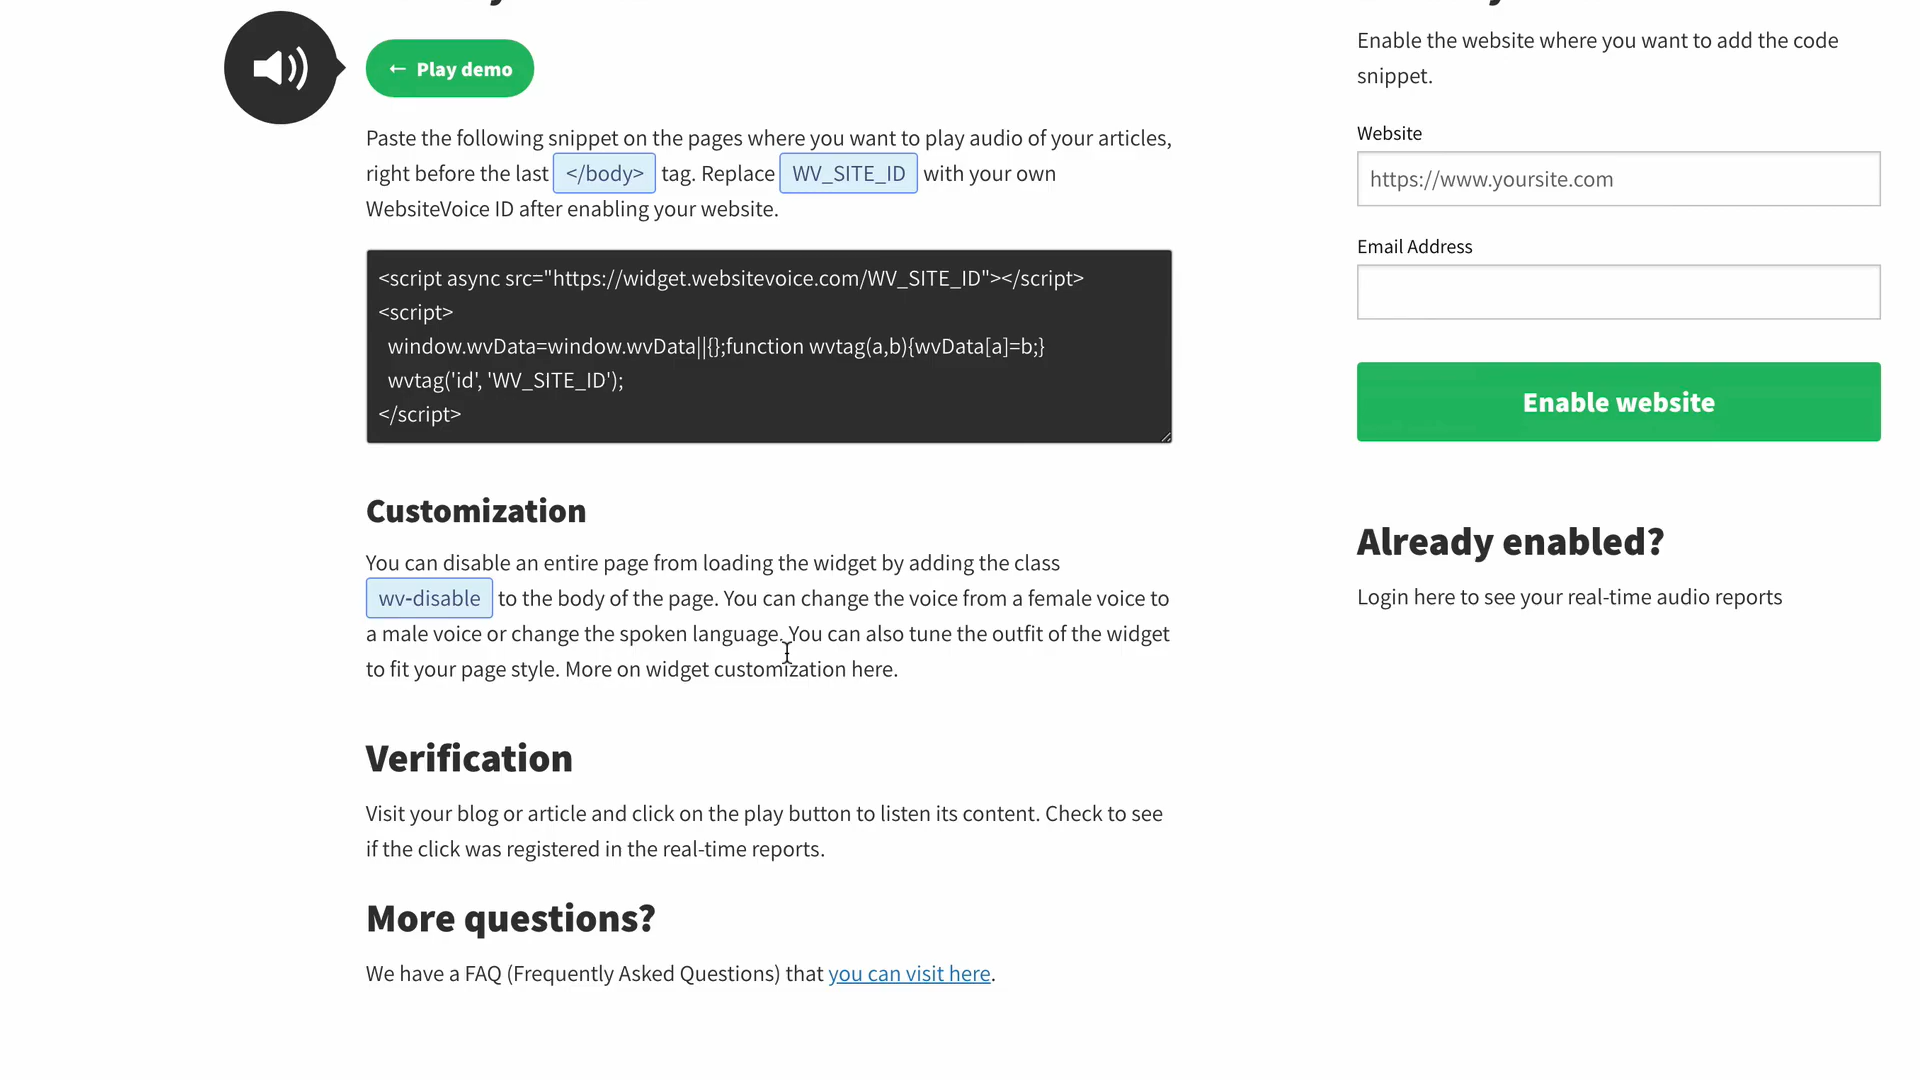 ← Play demo
Paste the following snippet on the pages where you want to play audio of your articles,
right before the last </body> tag. Replace WV_SITE_ID with your own
WebsiteVoice ID after enabling your website.
<script async src="https://widget.websitevoice.com/WV_SITE_ID"></script>
<script>
window.wvData=window.wvData||{};function wvtag(a,b){wvData[a]=b;}
wvtag('id', 'WV_SITE_ID');
</script>
Customization
You can disable an entire page from loading the widget by adding the class
wv-disable to the body of the page. You can change the voice from a female voice to
a male voice or change the spoken language. You can also tune the outfit of the widget
to fit your page style. More on widget customization here.
Verification
Visit your blog or article and click on the play button to listen its content. Check to see
if the click was registered in the real-time reports.
More questions?
We have a FAQ (Frequently Asked Questions) that you can visit here.
Enable the website where you want to add the code
snippet.
Website
https://www.yoursite.com
Email Address
Enable website
Already enabled?
Login here to see your real-time audio reports